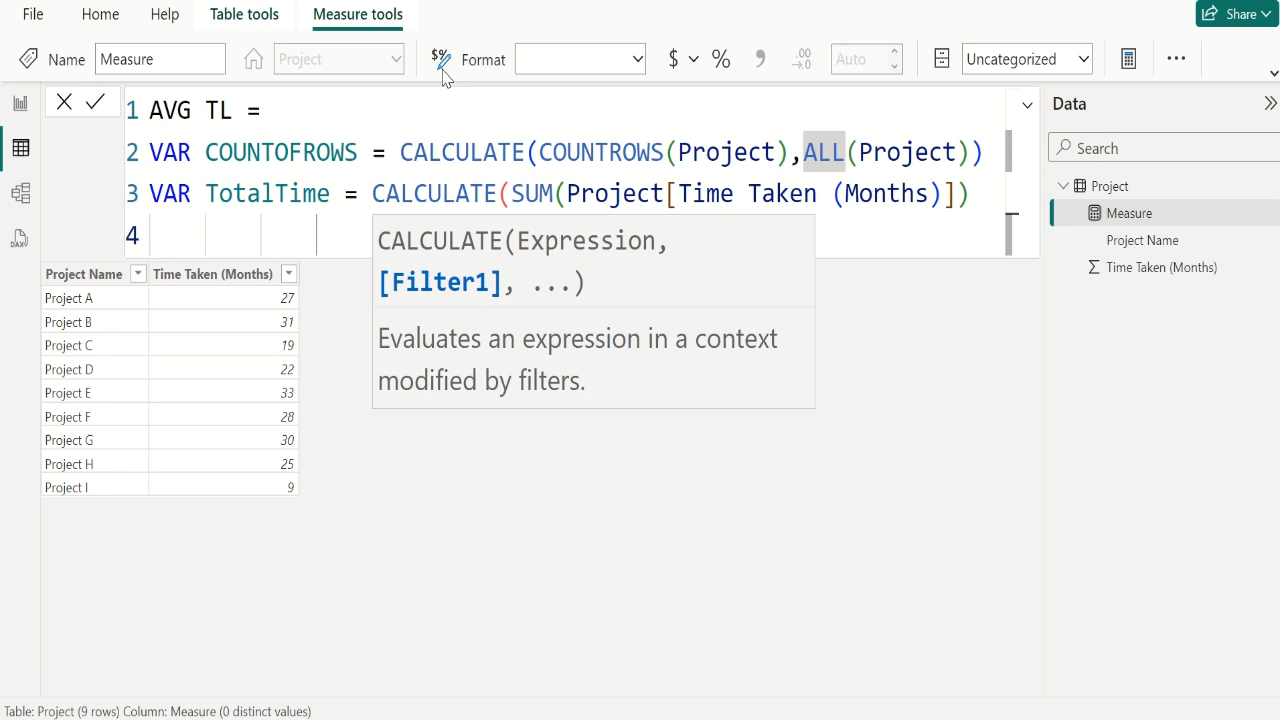 File Home Help Table tools Measure tools Share
Name Measure Project $% Format $ % , .00 →.0 Auto Uncategorized ...
1 AVG TL =
2 VAR COUNTOFROWS = CALCULATE(COUNTROWS(Project),ALL(Project))
3 VAR TotalTime = CALCULATE(SUM(Project[Time Taken (Months)])
4
CALCULATE(Expression,
[Filter1], ...)
Evaluates an expression in a context
modified by filters.
Project Name Time Taken (Months)
Project A 27
Project B 31
Project C 19
Project D 22
Project E 33
Project F 28
Project G 30
Project H 25
Project I 9
Data
Search
Project
Measure
Project Name
Σ Time Taken (Months)
DAX
Table: Project (9 rows) Column: Measure (0 distinct values)